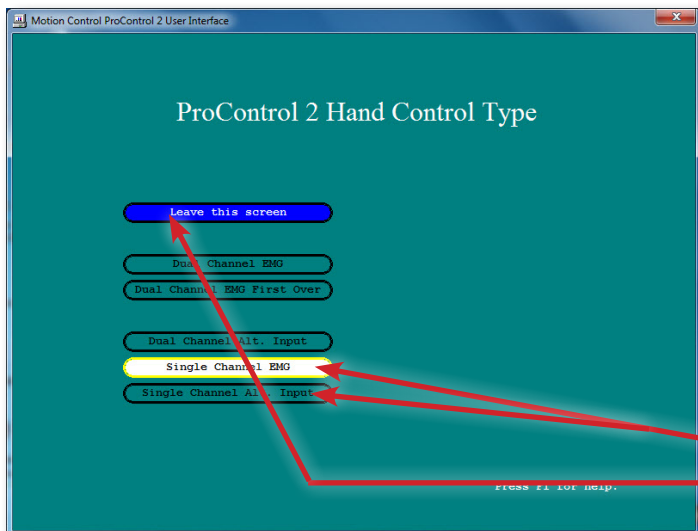 Motion Control ProControl 2 User Interface
ProControl 2 Hand Control Type
Leave this screen
Dual Channel EMG
Dual Channel EMG First Over
Dual Channel Alt. Input
Single Channel EMG
Single Channel Alt. Input
Press F1 for help.